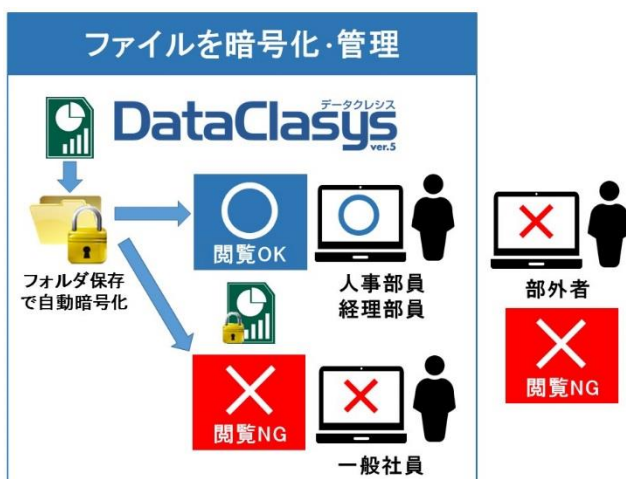 ファイルを暗号化・管理
データクレシス
DataClasys
ver.5
フォルダ保存
で自動暗号化
閲覧OK
人事部員
経理部員
閲覧NG
一般社員
部外者
閲覧NG